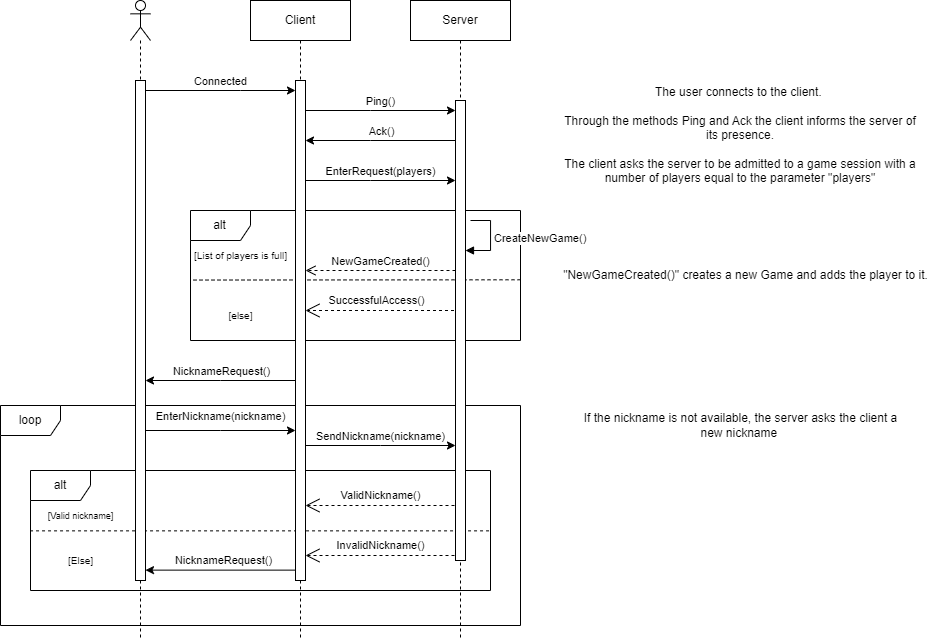 Client
Server
Connected
The user connects to the client.
Ping()
Through the methods Ping and Ack the client informs the server of
its presence.
Ack()
The client asks the server to be admitted to a game session with a
number of players equal to the parameter "players"
EnterRequest(players)
alt
CreateNewGame()
[List of players is full]
NewGameCreated()
"NewGameCreated()" creates a new Game and adds the player to it.
SuccessfulAccess()
[else]
NicknameRequest()
loop
EnterNickname(nickname)
If the nickname is not available, the server asks the client a
new nickname
SendNickname(nickname)
alt
ValidNickname()
[Valid nickname]
InvalidNickname()
[Else]
NicknameRequest()